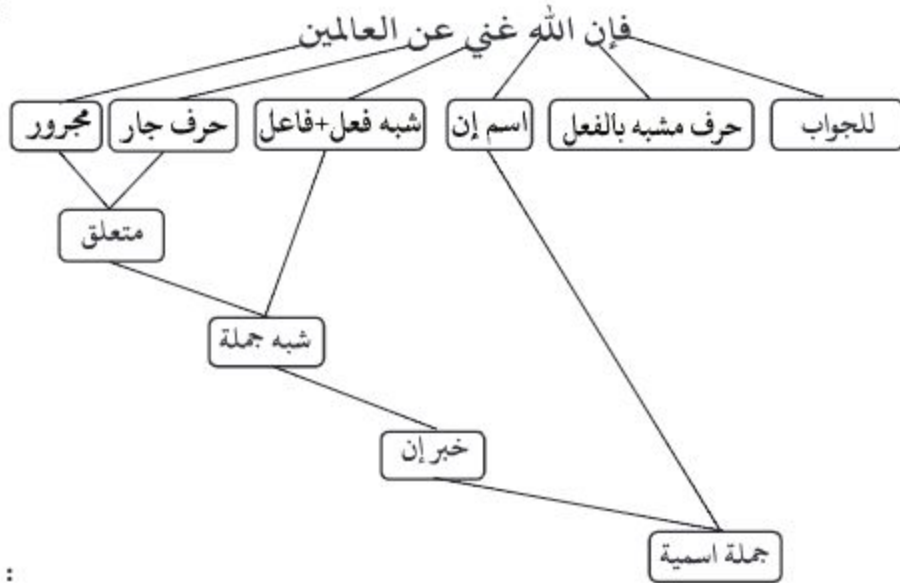 فإن الله غني عن العالمين
للجواب حرف مشبه بالفعل اسم إن شبه فعل+فاعل حرف جار مجرور
متعلق
شبه جملة
خبر إن
جملة اسمية
: